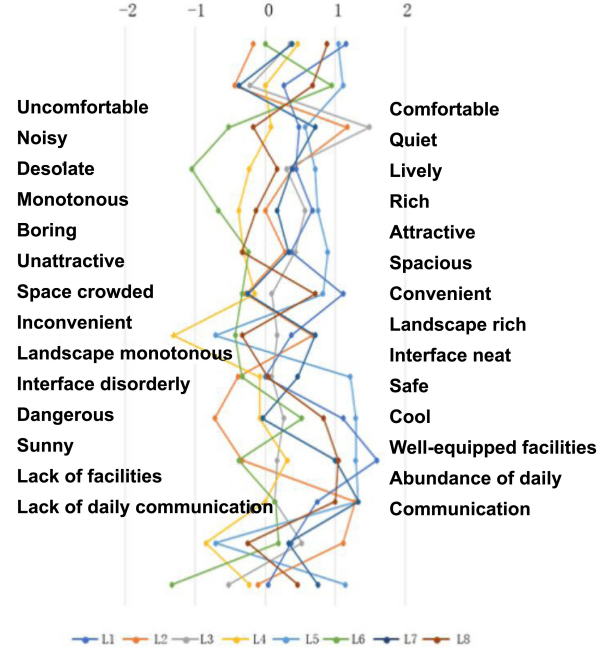 -2 -1 0 1 2
Uncomfortable Comfortable
Noisy Quiet
Desolate Lively
Monotonous Rich
Boring Attractive
Unattractive Spacious
Space crowded Convenient
Inconvenient Landscape rich
Landscape monotonous Interface neat
Interface disorderly Safe
Dangerous Cool
Sunny Well-equipped facilities
Lack of facilities Abundance of daily
Lack of daily communication Communication
L1 L2 L3 L4 L5 L6 L7 L8